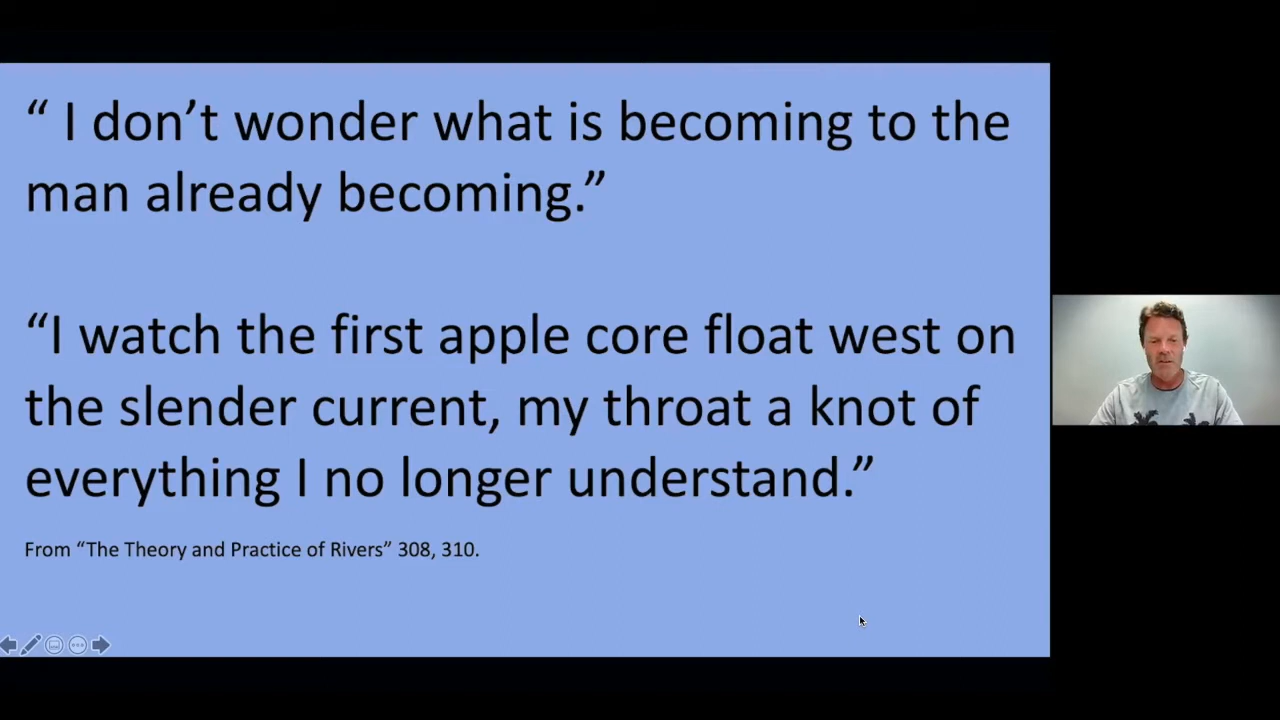 “ I don’t wonder what is becoming to the
man already becoming.”
“I watch the first apple core float west on
the slender current, my throat a knot of
everything I no longer understand.”
From “The Theory and Practice of Rivers” 308, 310.